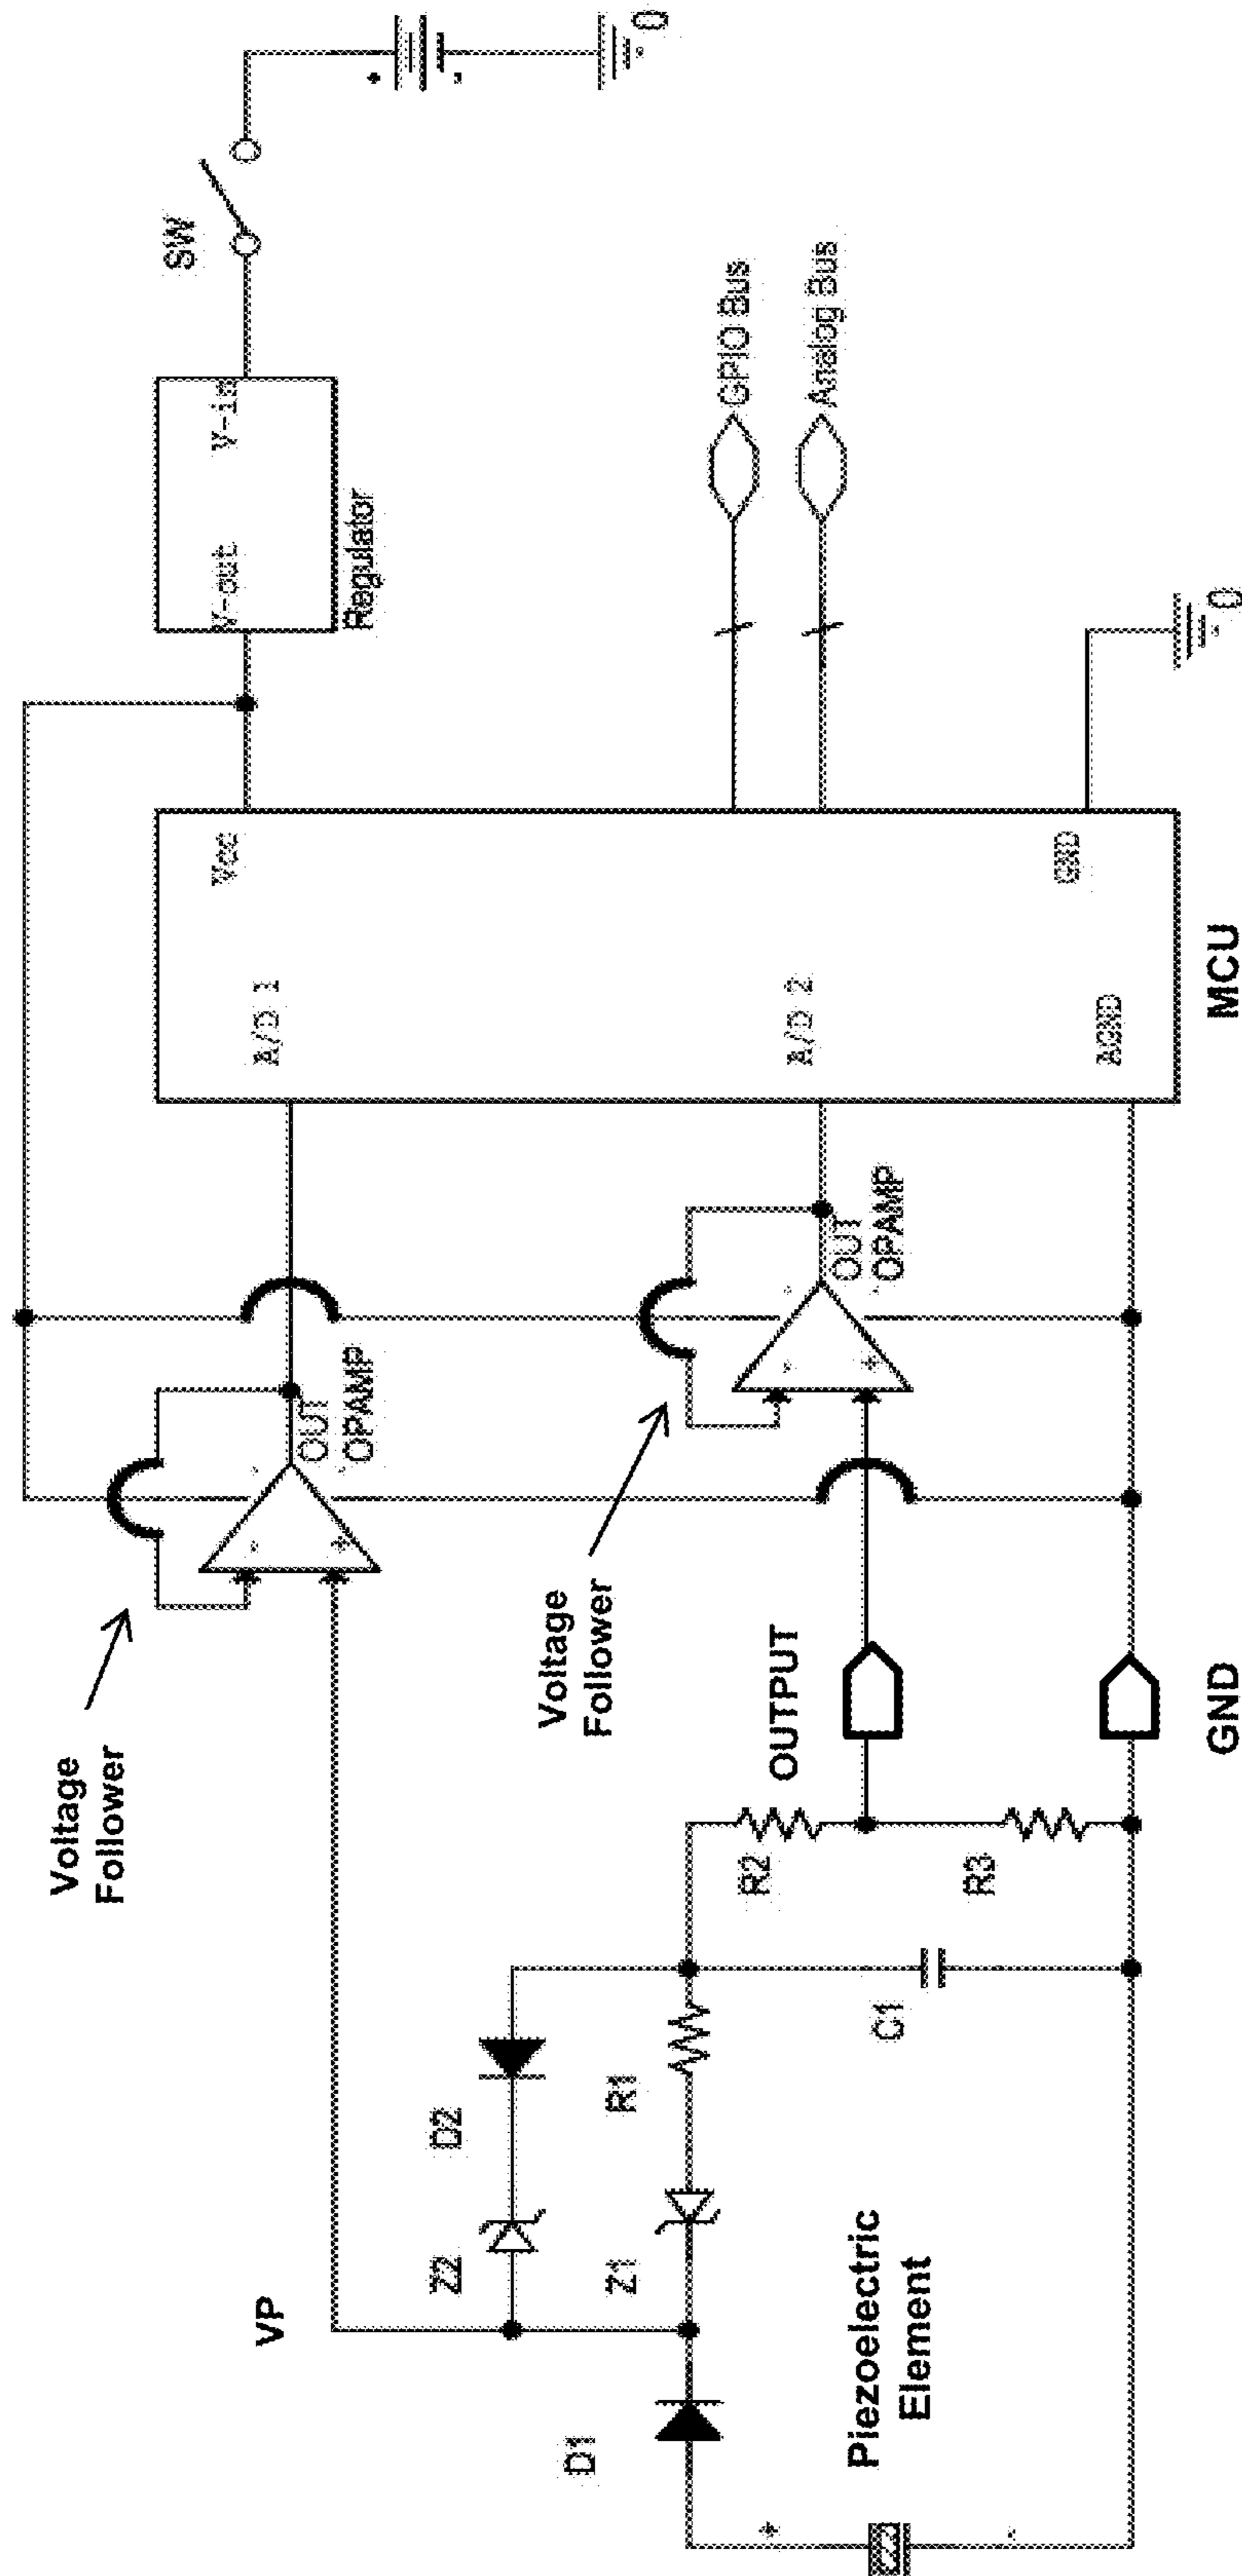 Voltage
Follower
VP
Z2
D2
D1
Z1
R1
Piezoelectric
Element
C1
R2
R3
OUTPUT
GND
Voltage
Follower
OUT
OPAMP
OUT
OPAMP
+
-
+
-
+
-
A/D 1
Vcc
A/D 2
AGND
GND
MCU
V-out
V-in
Regulator
SW
+
-
0
GPIO Bus
Analog Bus
0